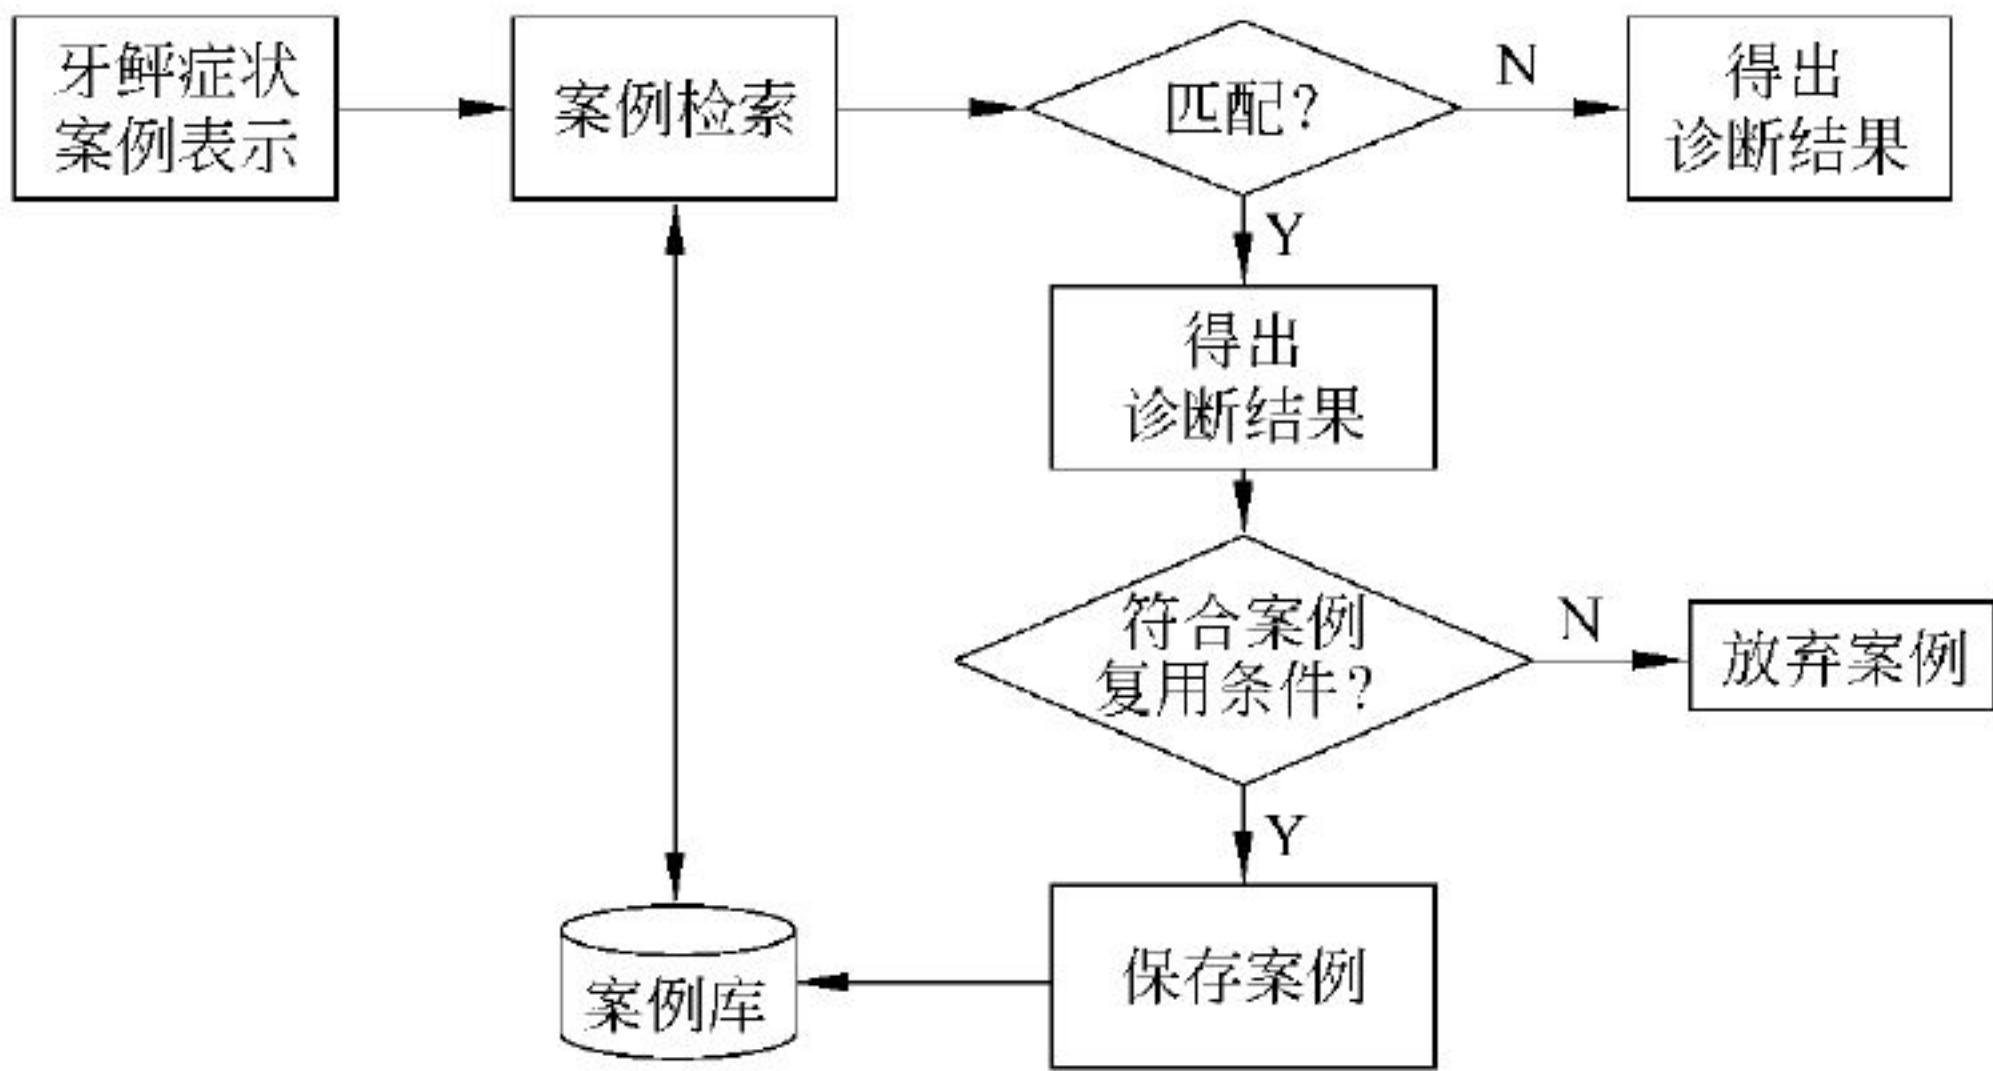 牙鲆症状
案例表示
案例检索
匹配?
N
得出
诊断结果
Y
得出
诊断结果
符合案例
复用条件?
N
放弃案例
Y
保存案例
案例库